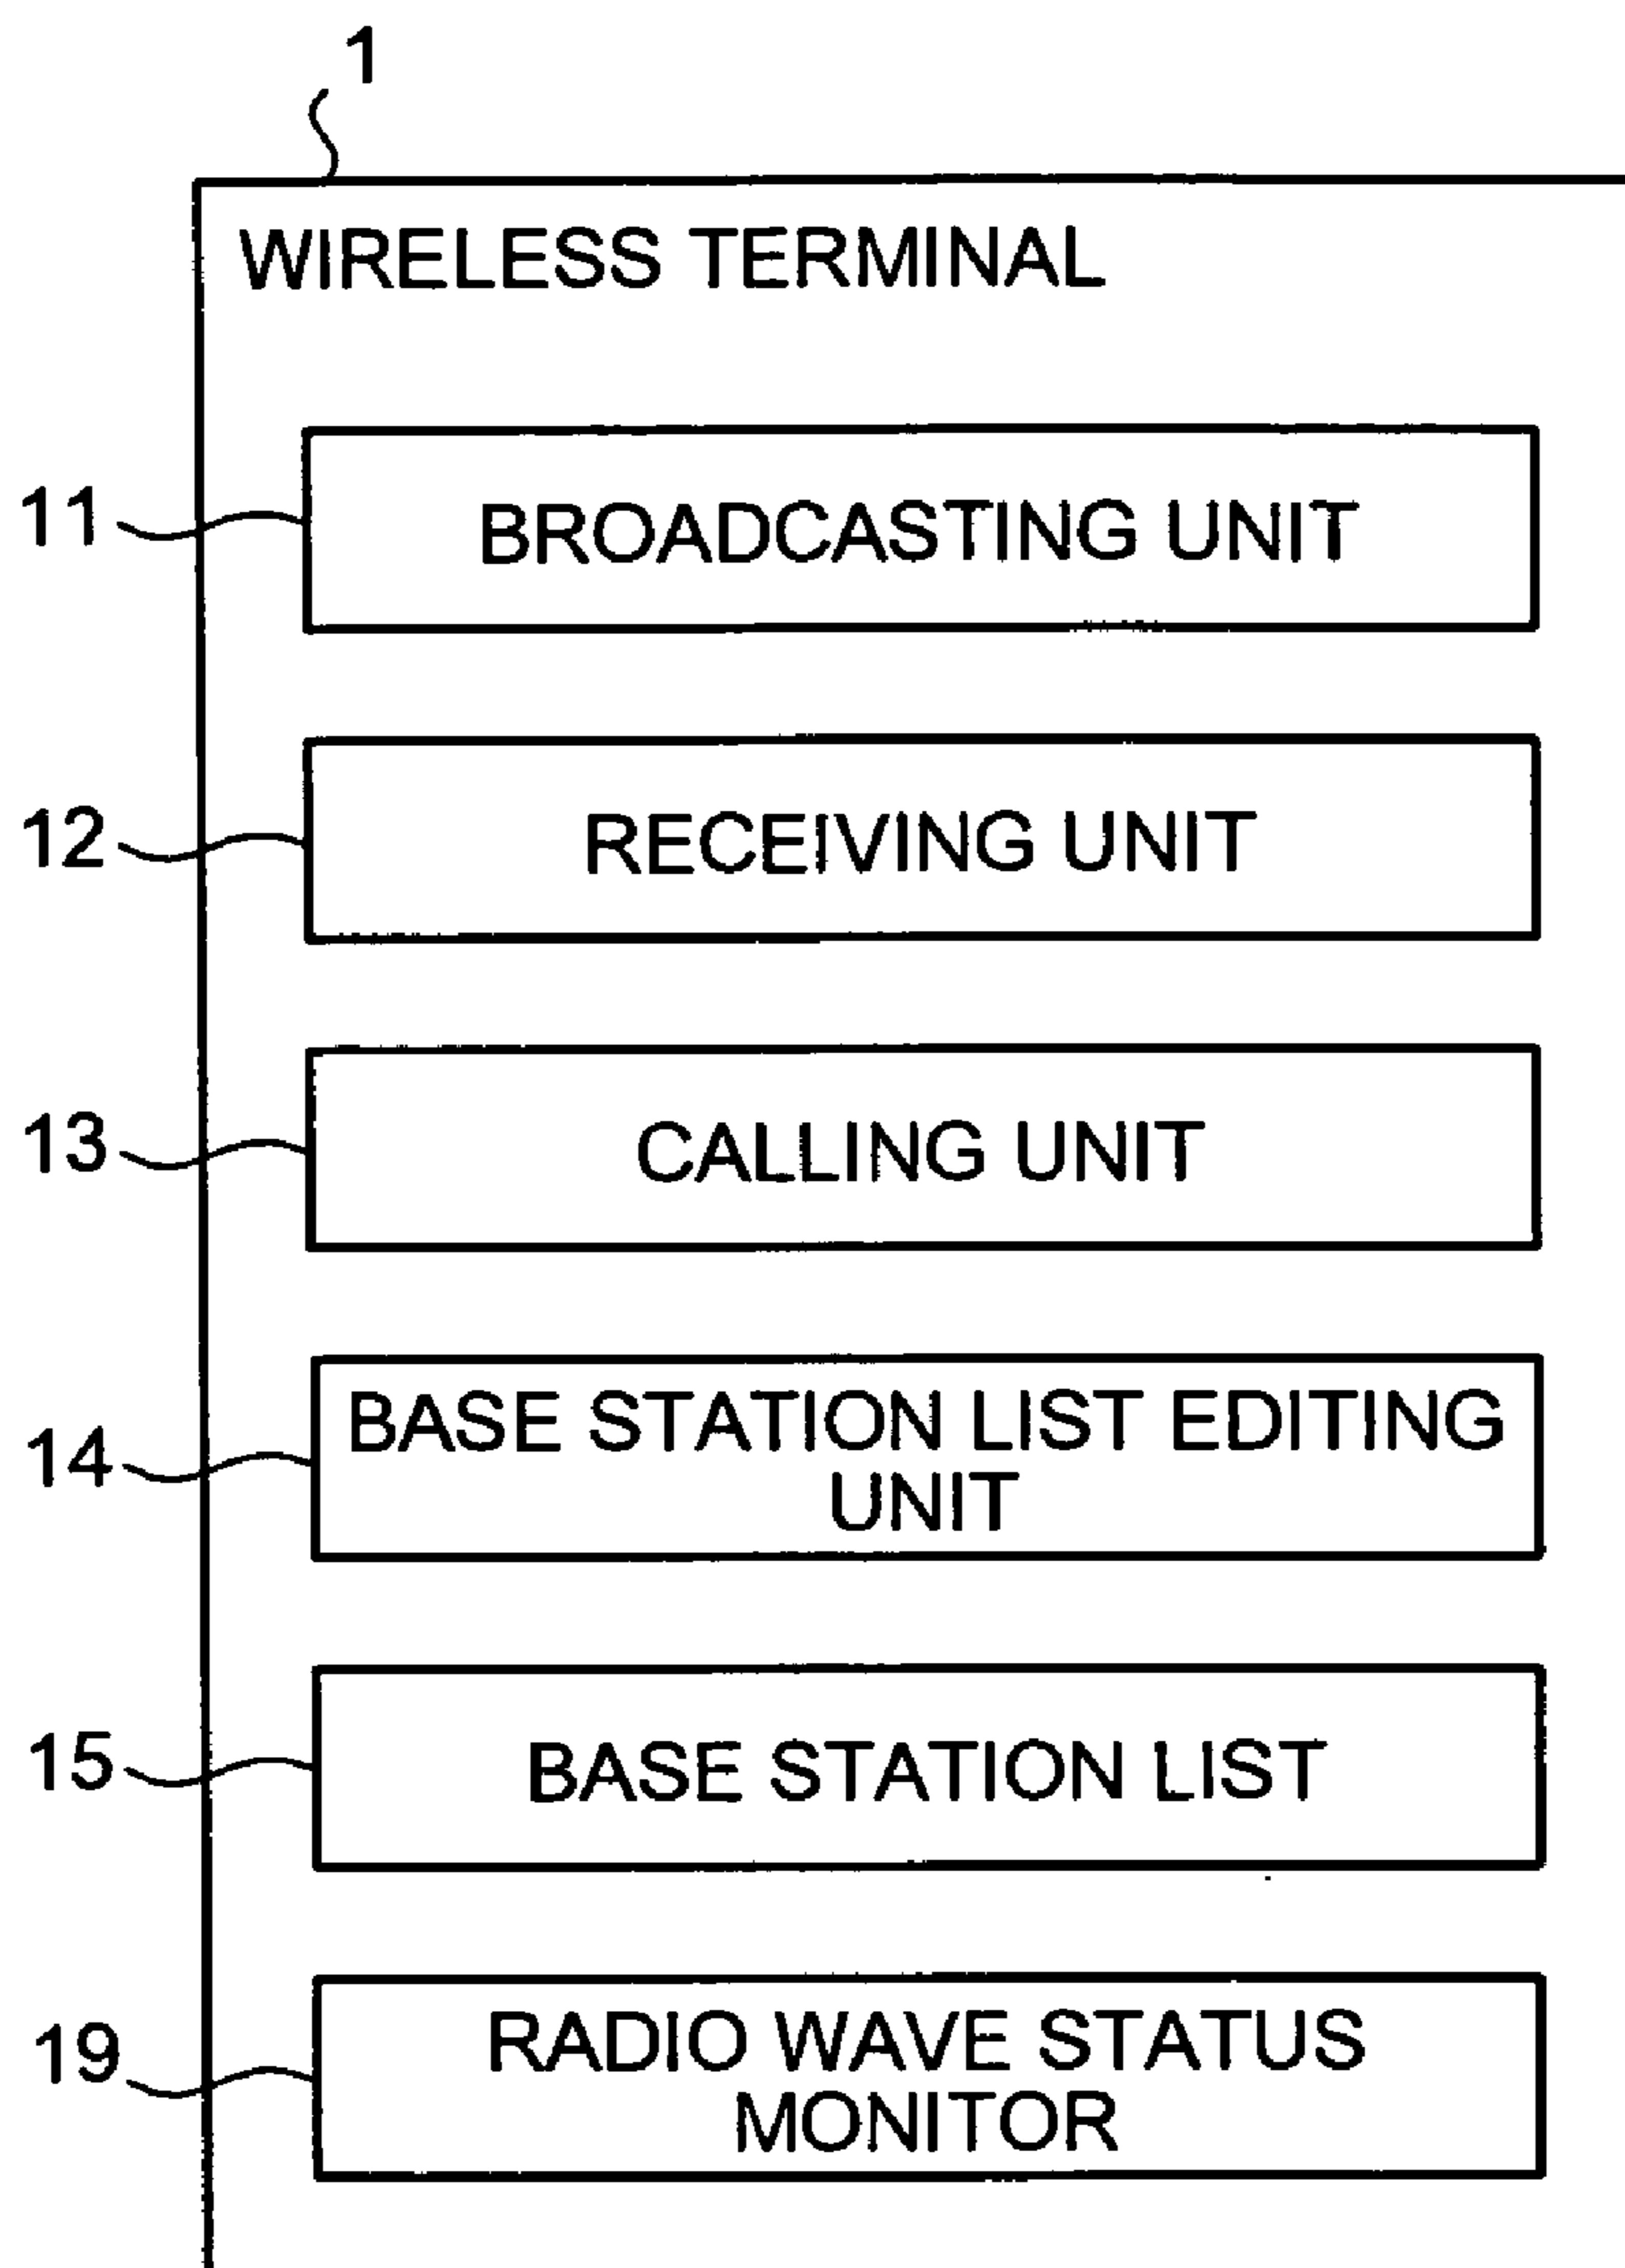 1
WIRELESS TERMINAL
11
BROADCASTING UNIT
12
RECEIVING UNIT
13
CALLING UNIT
14
BASE STATION LIST EDITING
UNIT
15
BASE STATION LIST
19
RADIO WAVE STATUS
MONITOR